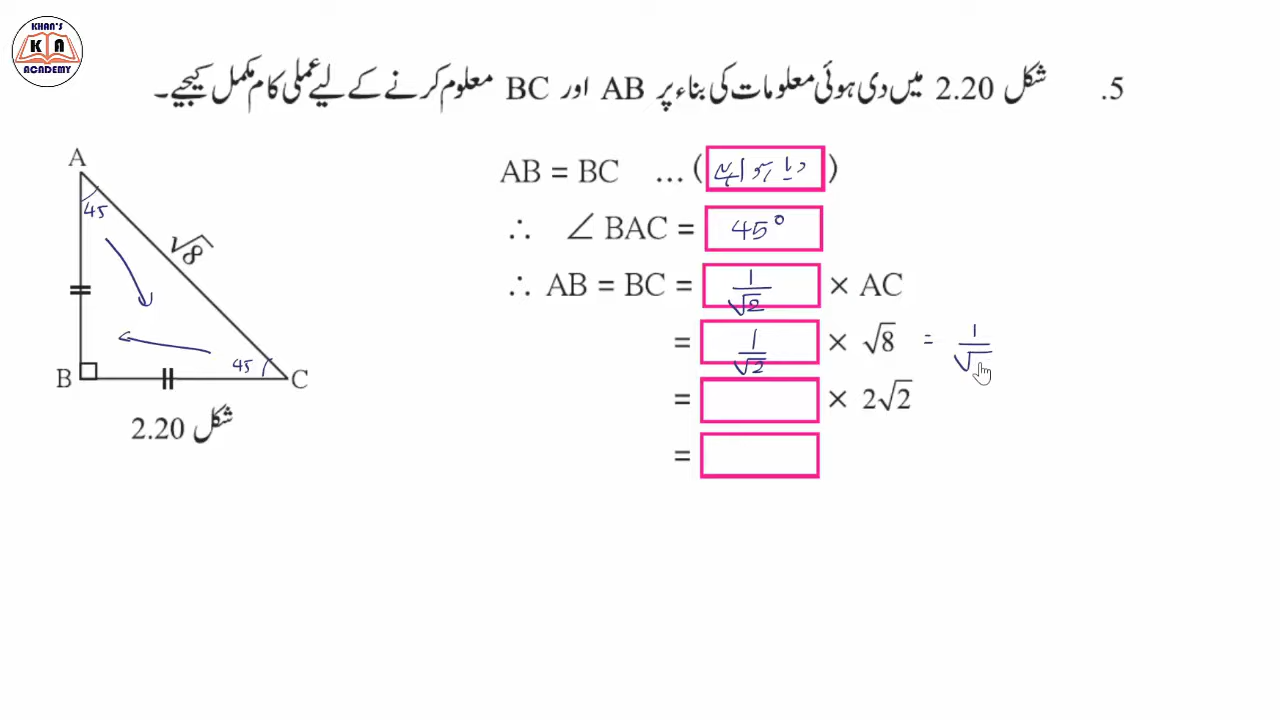 KHAN'S
K A
ACADEMY
5. شکل 2.20 میں دی ہوئی معلومات کی بناء پر AB اور BC معلوم کرنے کے لیے عملی کام مکمل کیجیے۔
A
45
√8
B
45
C
شکل 2.20
AB = BC ... (دیا گیا ہے)
∴ ∠ BAC = 45°
∴ AB = BC = 1/√2 × AC
= 1/√2 × √8 = 1/√
= × 2√2
=